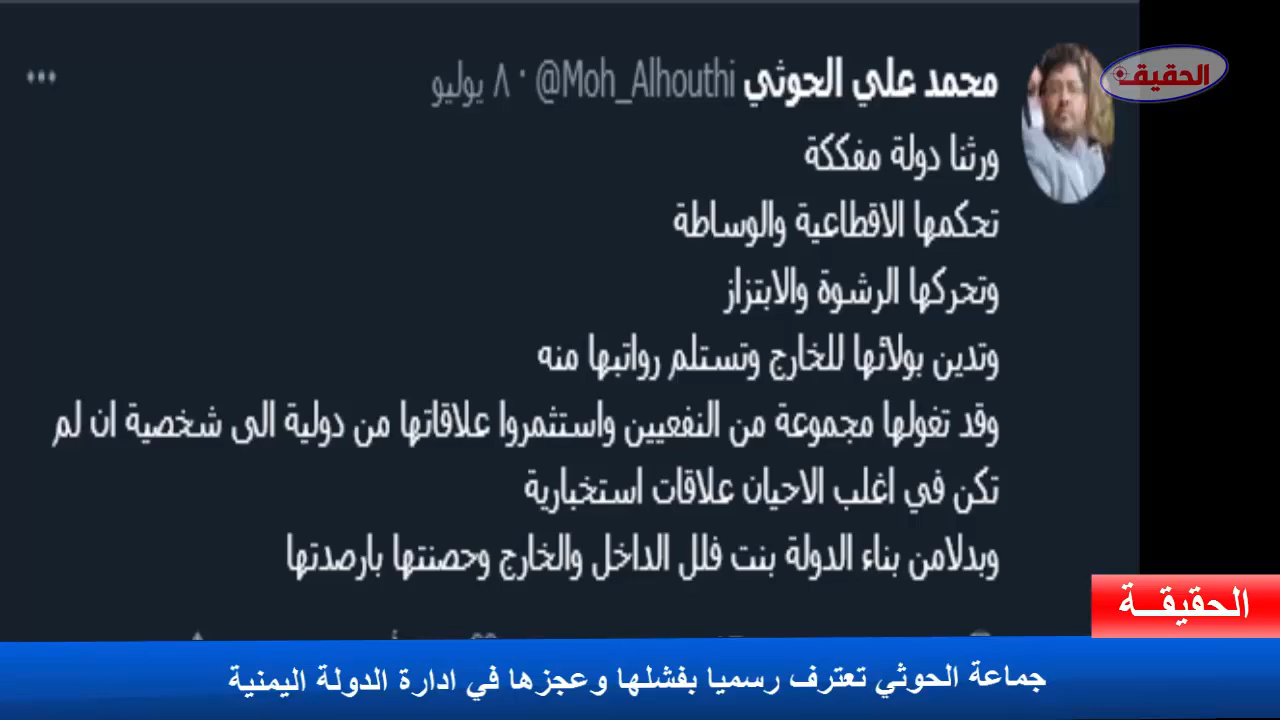 الحقيقة
محمد علي الحوثي @Moh_Alhouthi · ٨ يوليو
ورثنا دولة مفككة
تحكمها الاقطاعية والوساطة
وتحركها الرشوة والابتزاز
وتدين بولائها للخارج وتستلم رواتبها منه
وقد تغولها مجموعة من النفعيين واستثمروا علاقاتها من دولية الى شخصية ان لم
تكن في اغلب الاحيان علاقات استخبارية
وبدلامن بناء الدولة بنت فلل الداخل والخارج وحصنتها بارصدتها
الحقيقــة
جماعة الحوثي تعترف رسميا بفشلها وعجزها في ادارة الدولة اليمنية